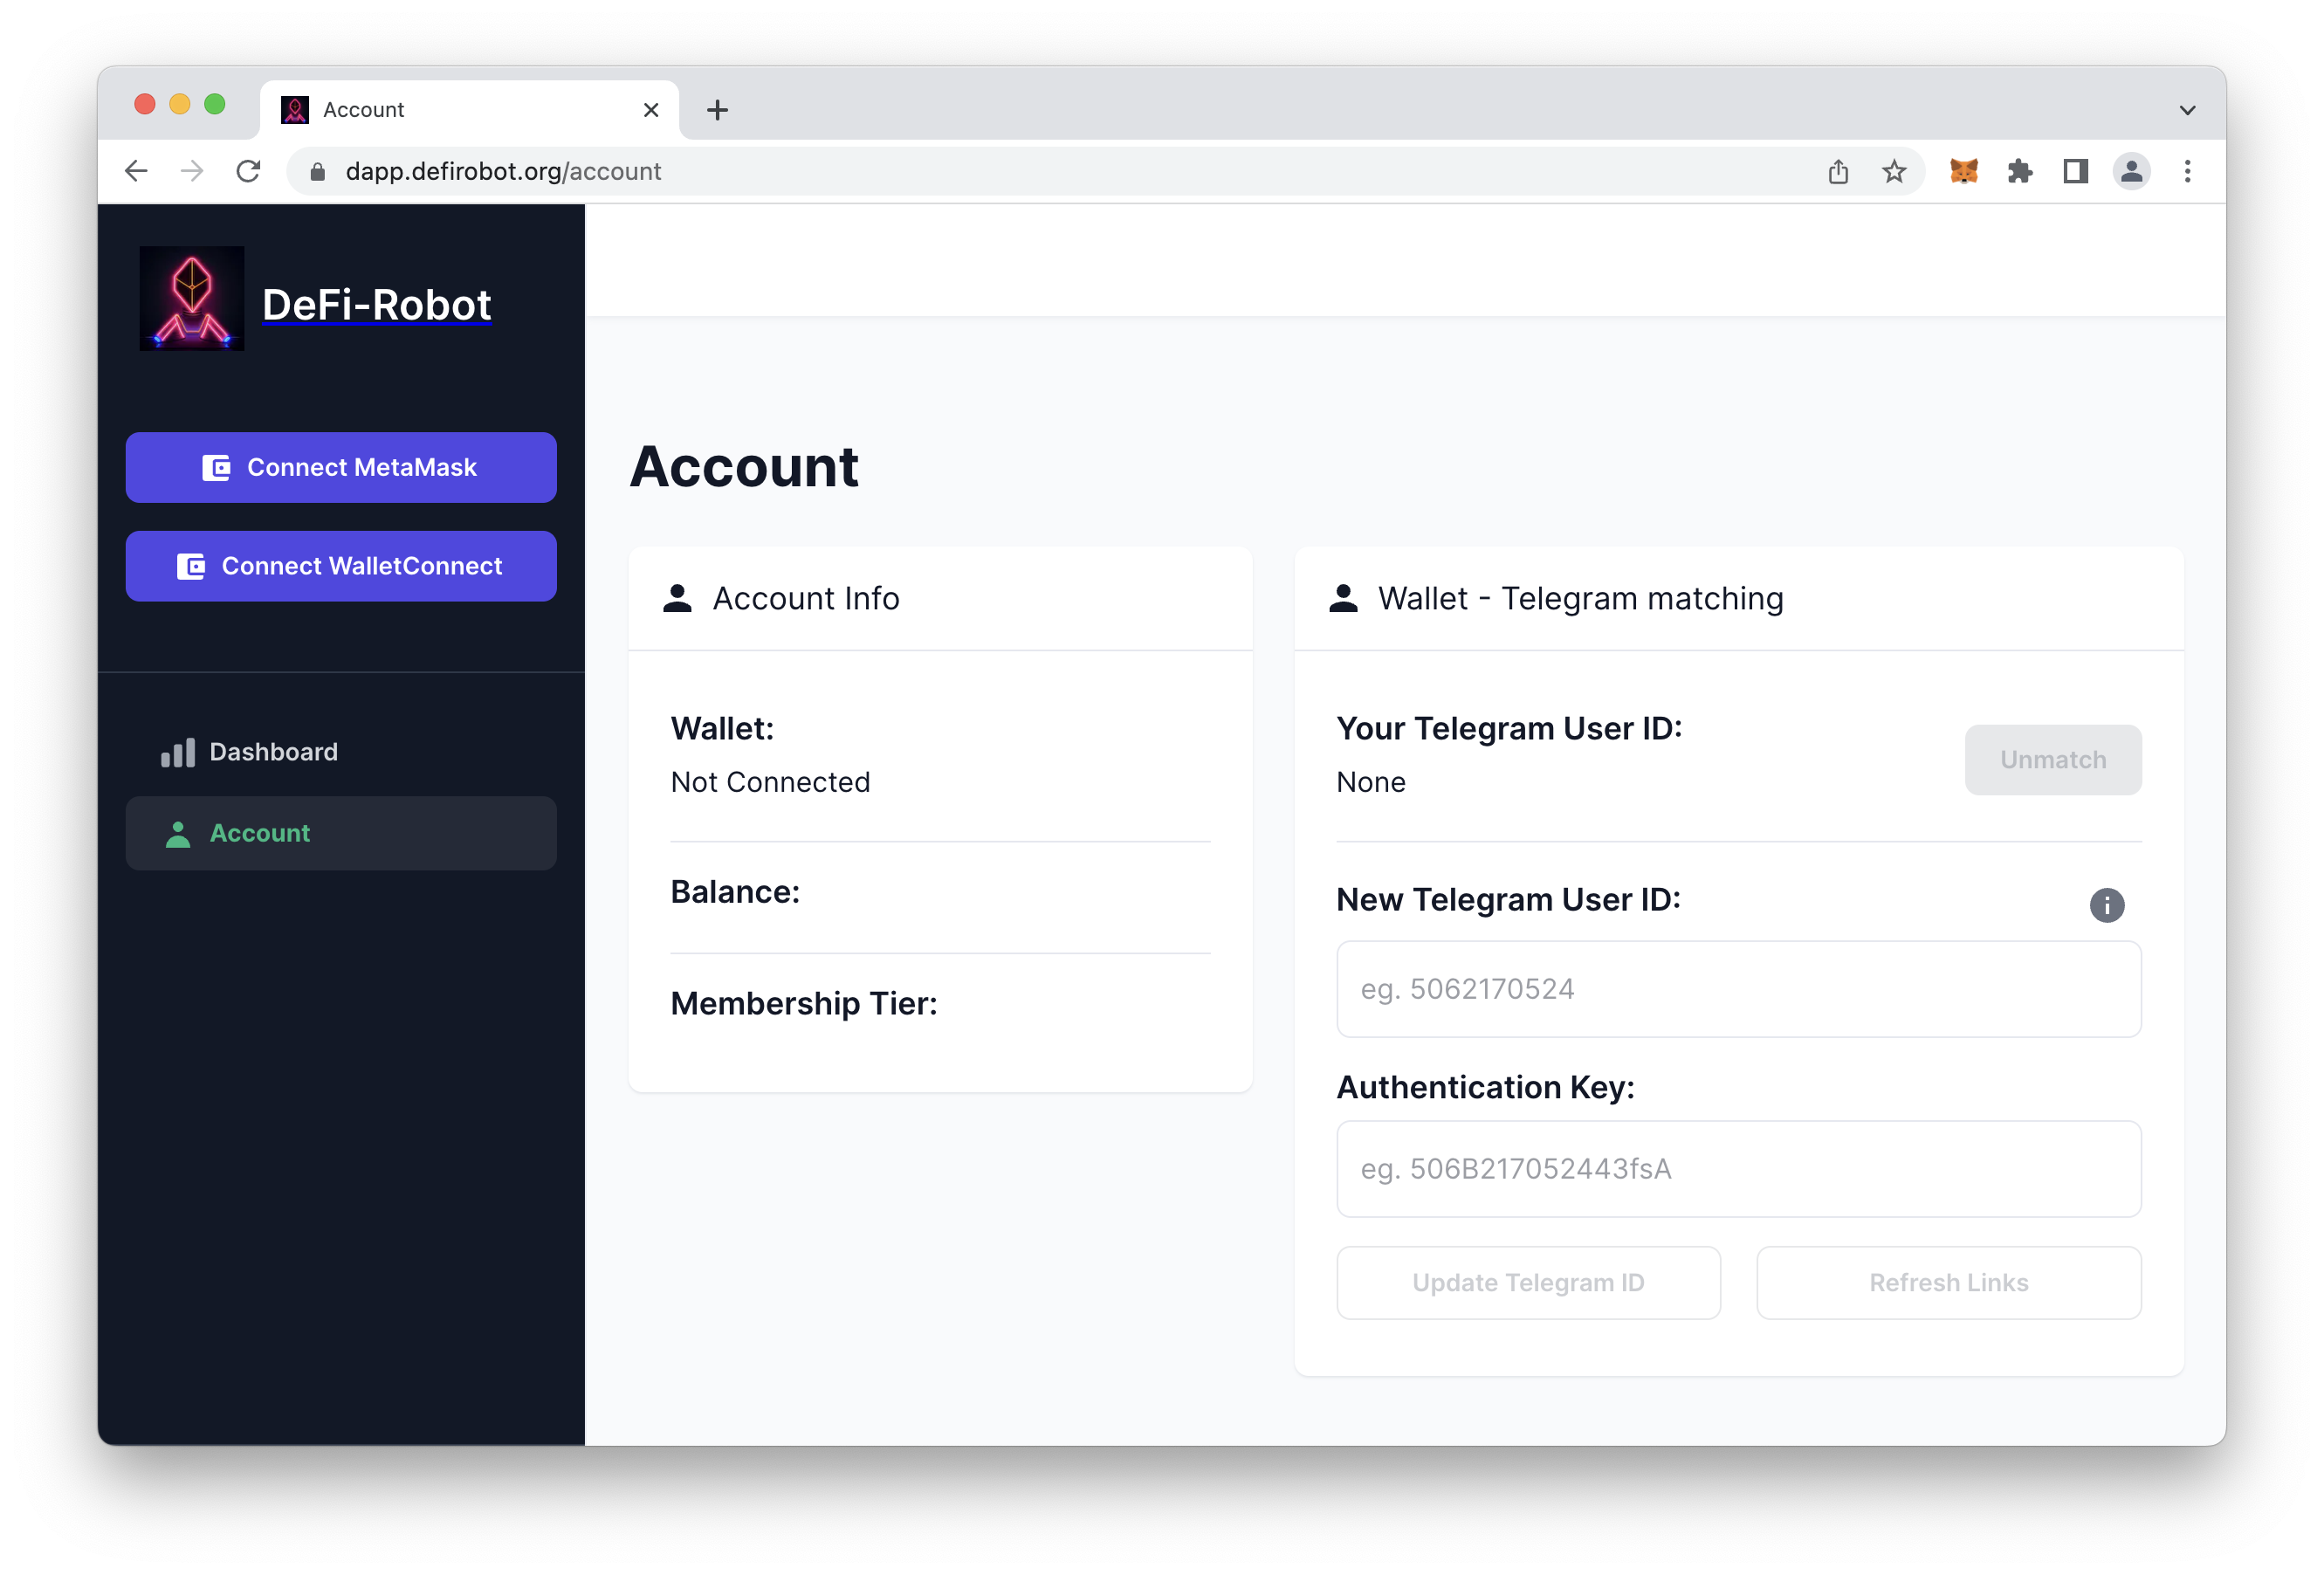 Account
dapp.defirobot.org/account
DeFi-Robot
Connect MetaMask
Connect WalletConnect
Dashboard
Account
Account
Account Info
Wallet:
Not Connected
Balance:
Membership Tier:
Wallet - Telegram matching
Your Telegram User ID:
None
Unmatch
New Telegram User ID:
eg. 5062170524
Authentication Key:
eg. 506B217052443fsA
Update Telegram ID
Refresh Links